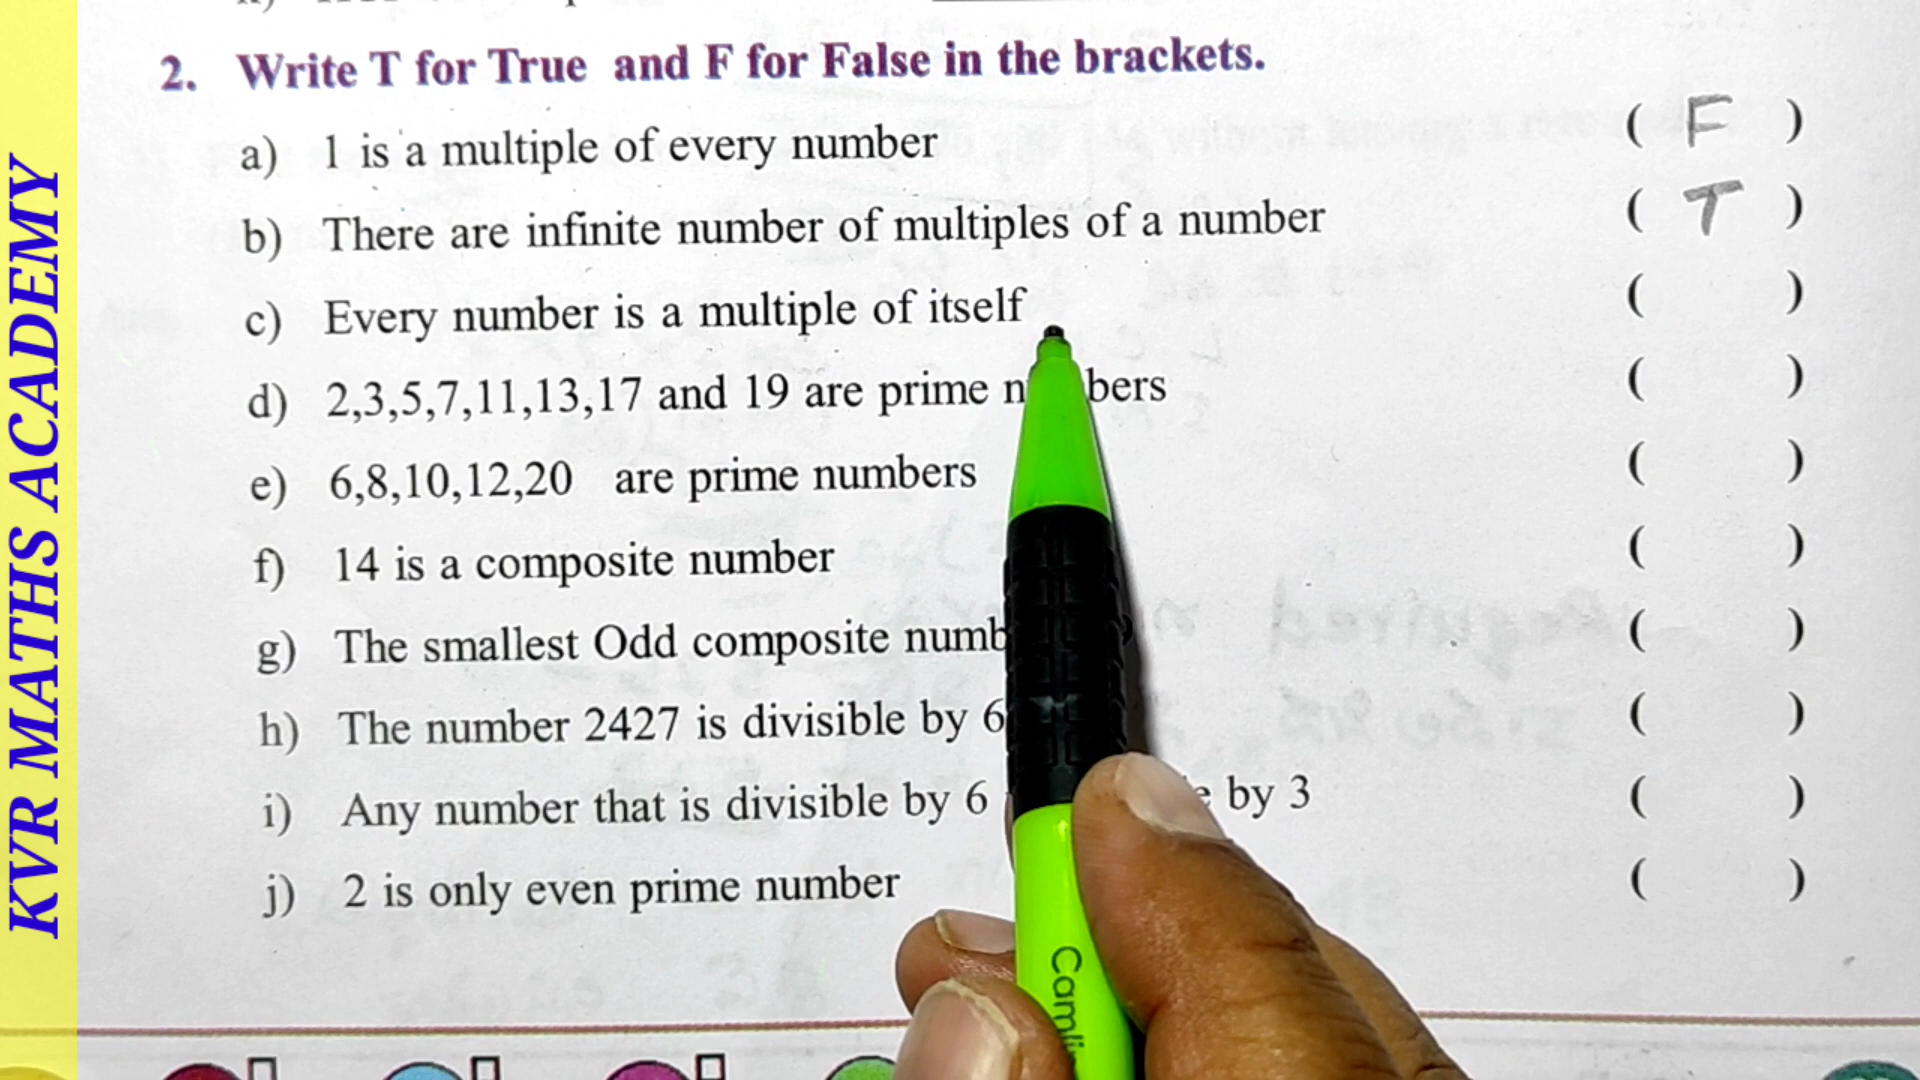 KVR MATHS ACADEMY
2. Write T for True and F for False in the brackets.
a) 1 is a multiple of every number ( F )
b) There are infinite number of multiples of a number ( T )
c) Every number is a multiple of itself ( )
d) 2,3,5,7,11,13,17 and 19 are prime ( )
e) 6,8,10,12,20 are prime numbers ( )
f) 14 is a composite number ( )
g) The smallest Odd composite ( )
h) The number 2427 is divisible by 6 ( )
i) Any number that is divisible by 6 by 3 ( )
j) 2 is only even prime number ( )